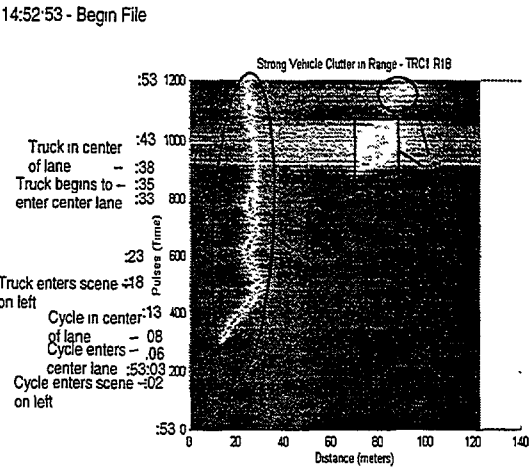 14:52:53 - Begin File
Strong Vehicle Clutter in Range - TRC1 R1B
:53 1200
Truck in center
of lane
:43
1000
- :38
Truck begins to -
enter center lane
:35
:33
800
:23
600
Pulses (Time)
Truck enters scene -:18
on left
400
Cycle in center
of lane
:13
- 08
Cycle enters -
center lane
.06
:53:03
200
Cycle enters scene -:02
on left
:53 0
0 20 40 60 80 100 120 140
Distance (meters)